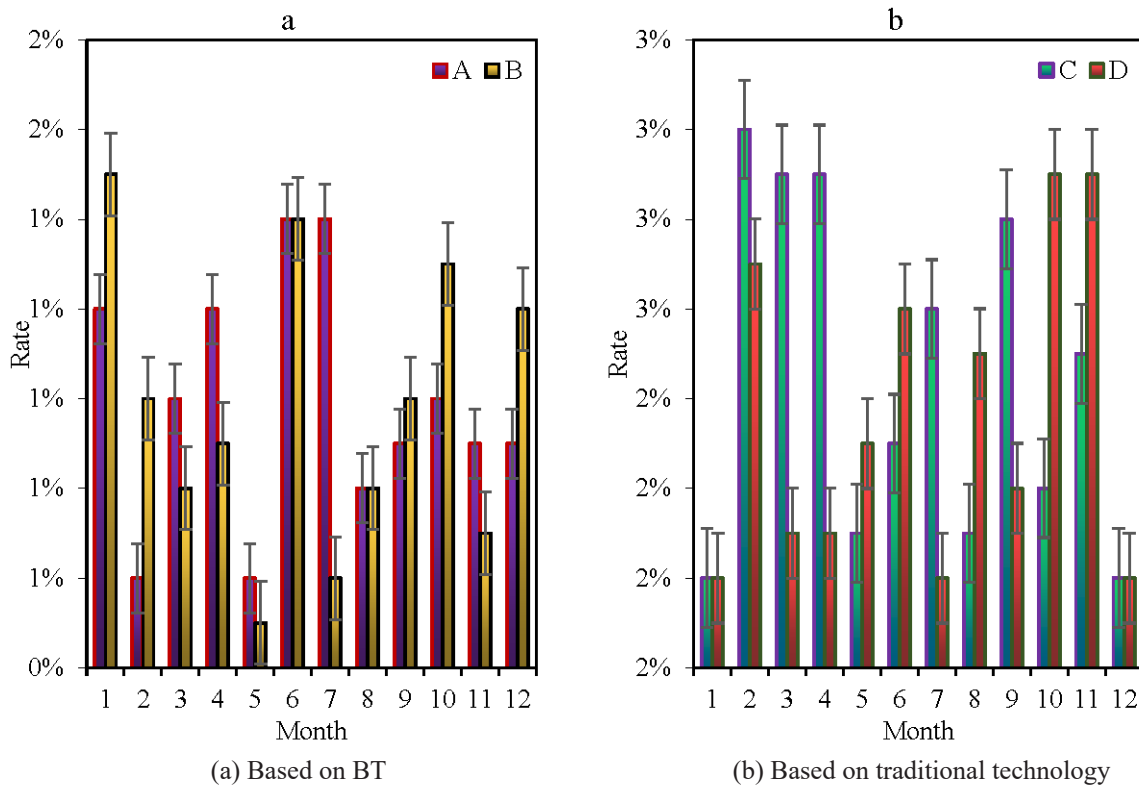 a
2%
2%
1%
1%
1%
1%
1%
0%
Rate
A B
1 2 3 4 5 6 7 8 9 10 11 12
Month
(a) Based on BT
b
3%
3%
3%
3%
2%
2%
2%
2%
Rate
C D
1 2 3 4 5 6 7 8 9 10 11 12
Month
(b) Based on traditional technology